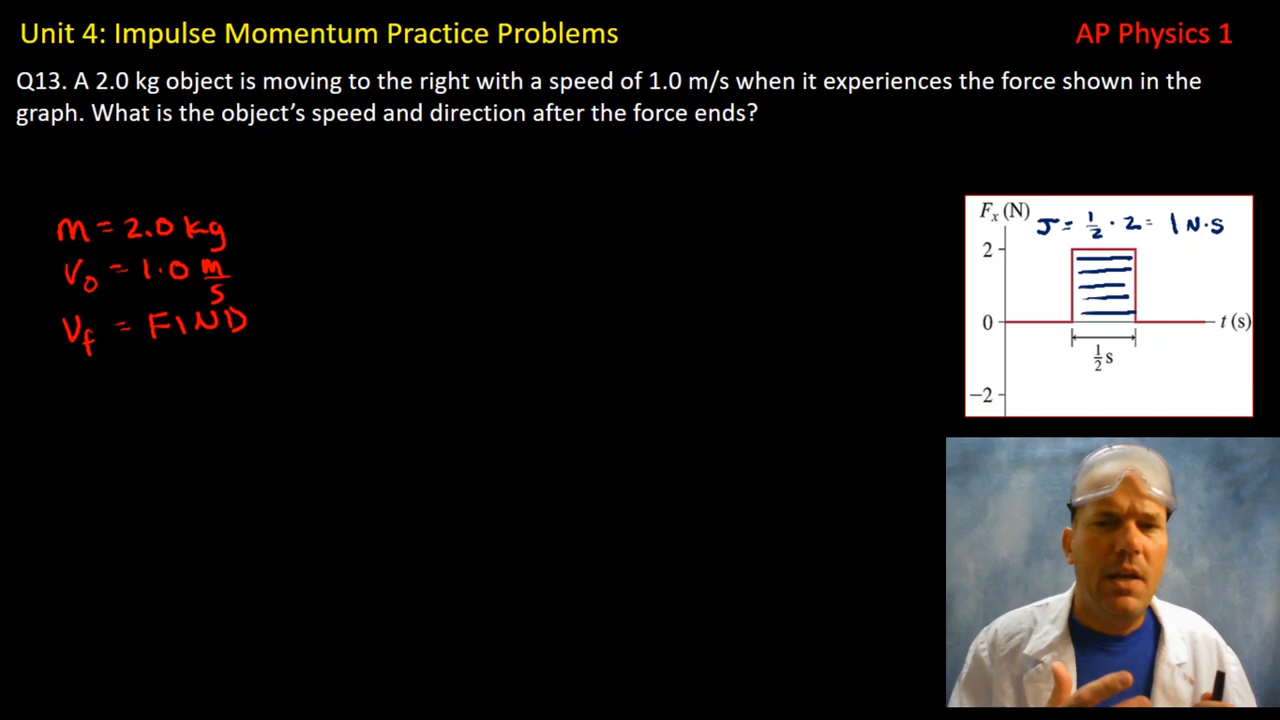 Unit 4: Impulse Momentum Practice Problems
AP Physics 1
Q13. A 2.0 kg object is moving to the right with a speed of 1.0 m/s when it experiences the force shown in the
graph. What is the object’s speed and direction after the force ends?
m = 2.0 kg
v₀ = 1.0 m/s
v_f = FIND
Fₓ (N)
J = 1/2 · 2 = 1 N·s
2
0
t (s)
1/2 s
−2